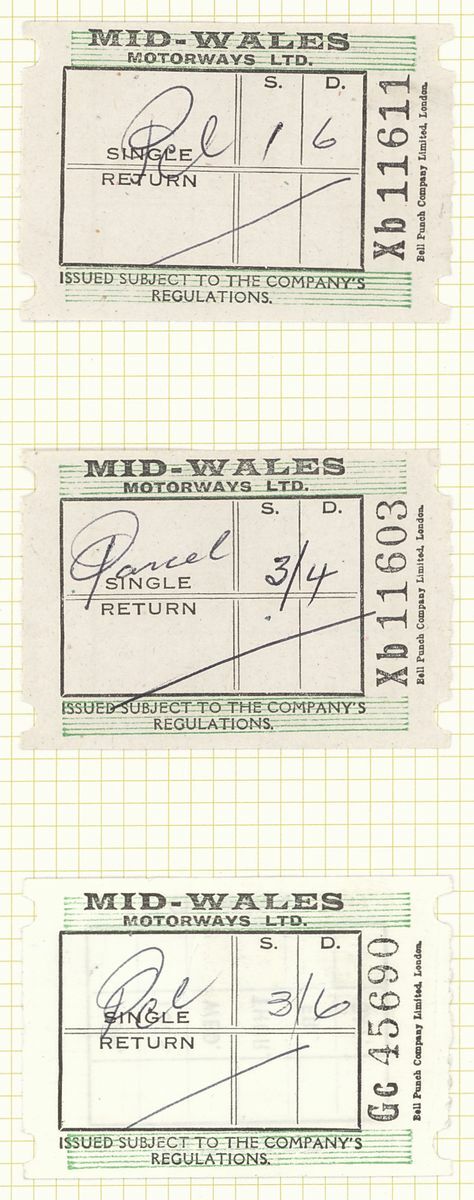 MID-WALES
MOTORWAYS LTD.
S. D.
Pcl 1 6
SINGLE
RETURN
ISSUED SUBJECT TO THE COMPANY'S
REGULATIONS.
Xb 11611
Bell Punch Company Limited, London.
MID-WALES
MOTORWAYS LTD.
S. D.
Parcel 3/4
SINGLE
RETURN
ISSUED SUBJECT TO THE COMPANY'S
REGULATIONS.
Xb 11603
Bell Punch Company Limited, London.
MID-WALES
MOTORWAYS LTD.
S. D.
Pcl 3/6
SINGLE
RETURN
ISSUED SUBJECT TO THE COMPANY'S
REGULATIONS.
Gc 45690
Bell Punch Company Limited, London.